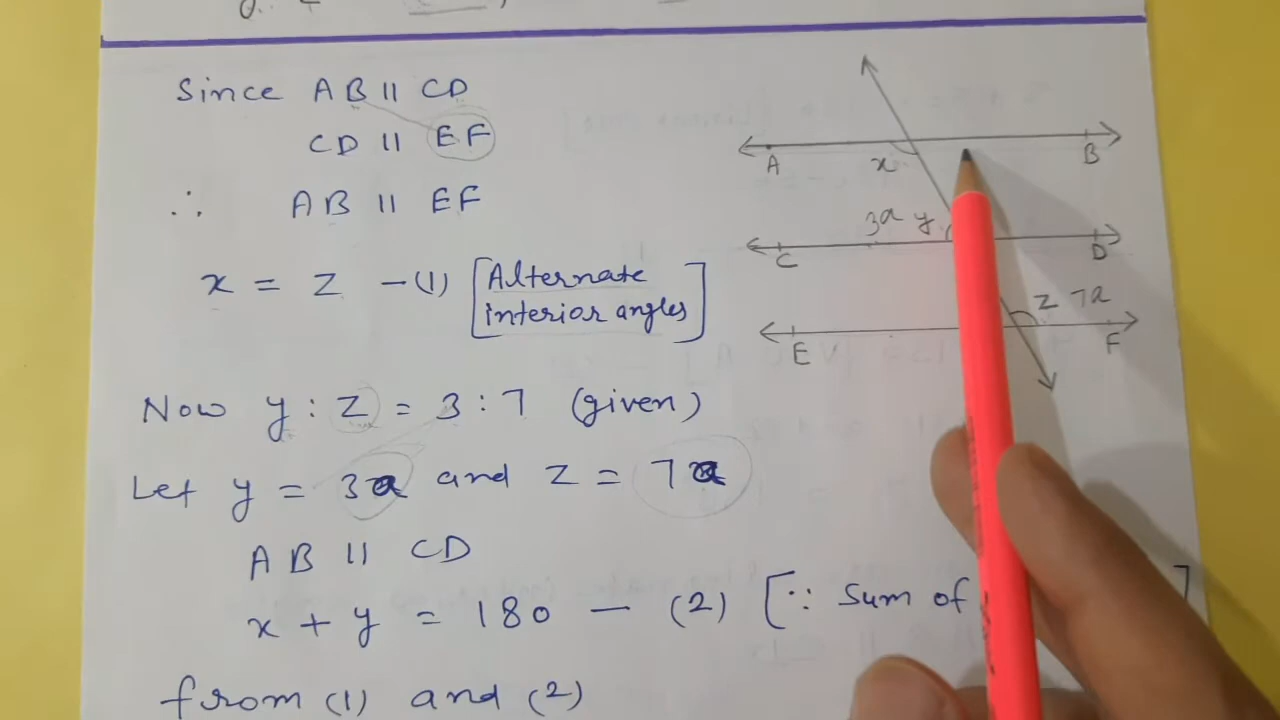 Since AB || CD
CD || EF
∴ AB || EF
x = z - (1) [Alternate
interior angles]
Now y : z = 3 : 7 (given)
Let y = 3a and z = 7a
AB || CD
x + y = 180 - (2) [∵ Sum of ]
from (1) and (2)
A x B
3a y
C D
z 7a
E F